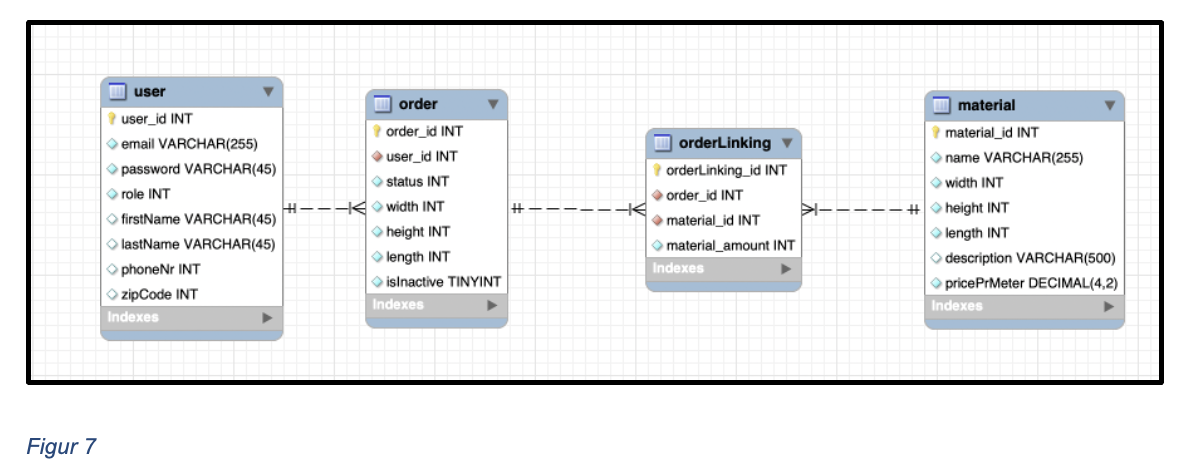 user
user_id INT
email VARCHAR(255)
password VARCHAR(45)
role INT
firstName VARCHAR(45)
lastName VARCHAR(45)
phoneNr INT
zipCode INT
Indexes
order
order_id INT
user_id INT
status INT
width INT
height INT
length INT
isInactive TINYINT
Indexes
orderLinking
orderLinking_id INT
order_id INT
material_id INT
material_amount INT
Indexes
material
material_id INT
name VARCHAR(255)
width INT
height INT
length INT
description VARCHAR(500)
pricePrMeter DECIMAL(4,2)
Indexes
Figur 7